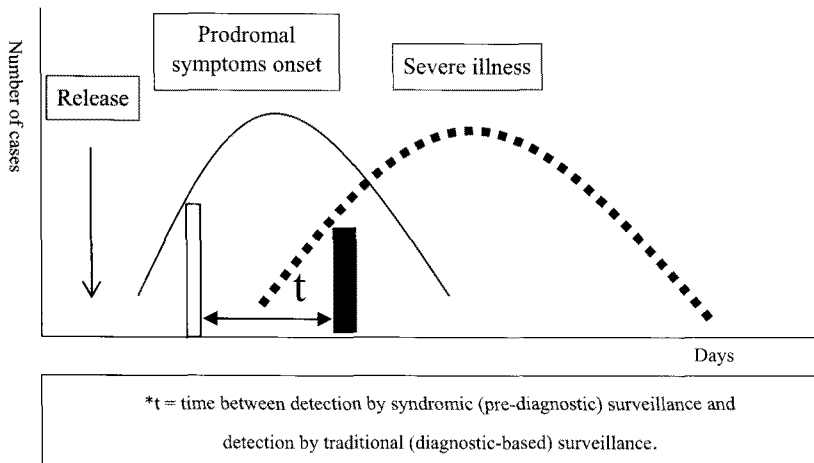 Number of cases
Release
Prodromal
symptoms onset
Severe illness
t
Days
*t = time between detection by syndromic (pre-diagnostic) surveillance and
detection by traditional (diagnostic-based) surveillance.